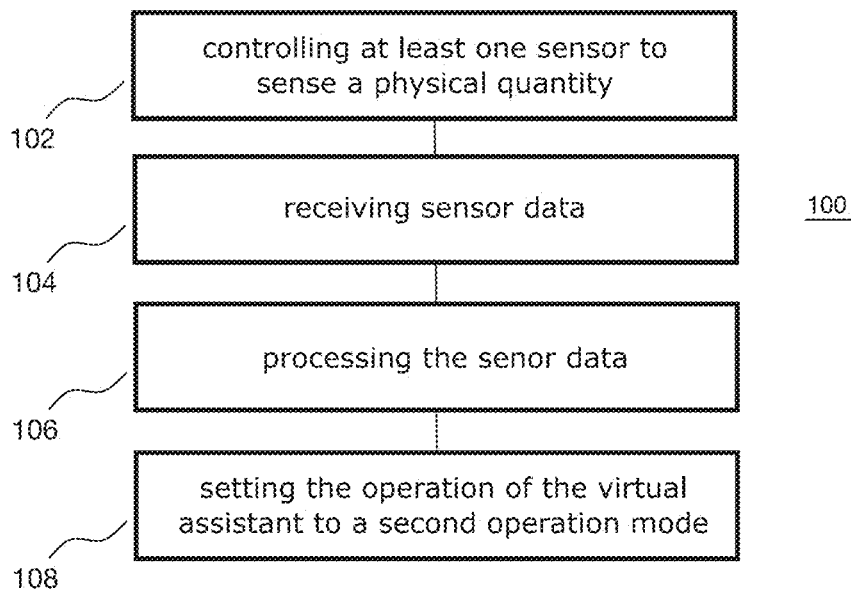 controlling at least one sensor to
sense a physical quantity
102
receiving sensor data
100
104
processing the senor data
106
setting the operation of the virtual
assistant to a second operation mode
108